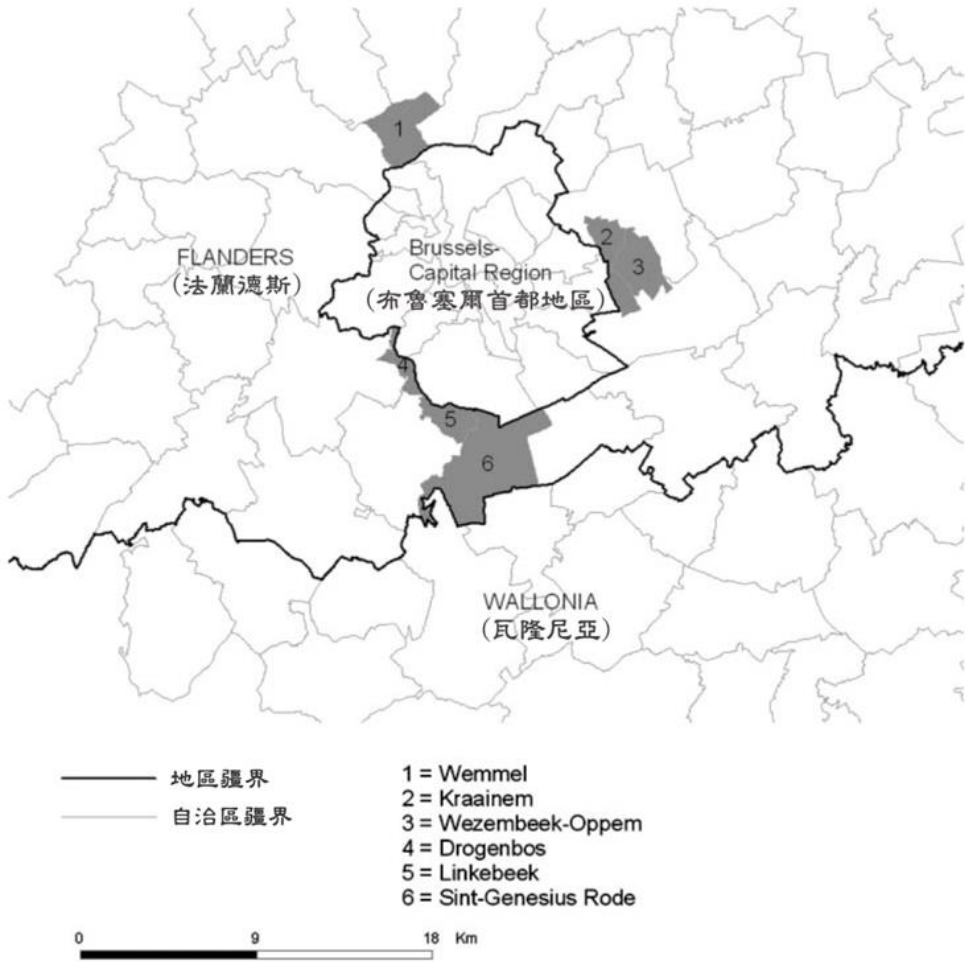 1
2
3
FLANDERS
(法蘭德斯)
Brussels-
Capital Region
(布魯塞爾首都地區)
4
5
6
WALLONIA
(瓦隆尼亞)
地區疆界
自治區疆界
1 = Wemmel
2 = Kraainem
3 = Wezembeek-Oppem
4 = Drogenbos
5 = Linkebeek
6 = Sint-Genesius Rode
0 9 18 Km